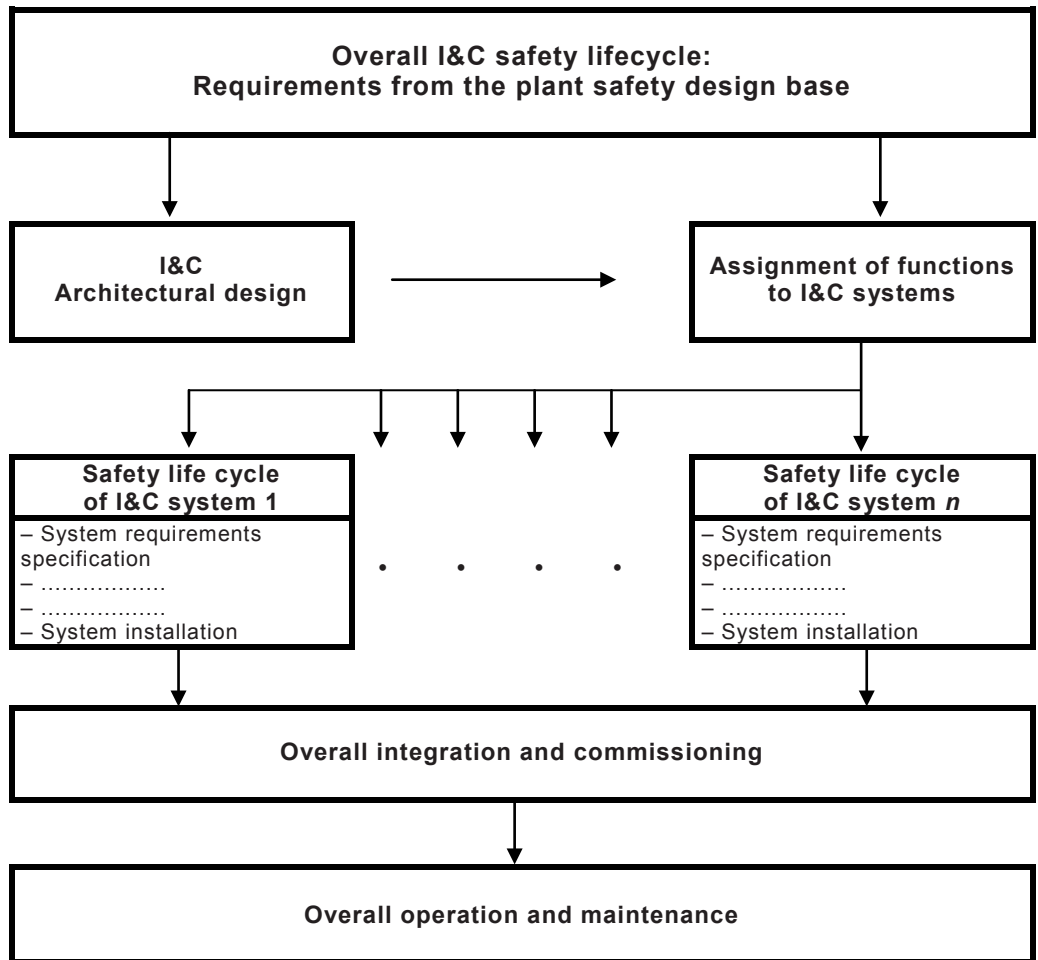 Overall I&C safety lifecycle:
Requirements from the plant safety design base
I&C
Architectural design
Assignment of functions
to I&C systems
Safety life cycle
of I&C system 1
– System requirements
specification
– ..................
– ..................
– System installation
Safety life cycle
of I&C system n
– System requirements
specification
– ..................
– ..................
– System installation
Overall integration and commissioning
Overall operation and maintenance